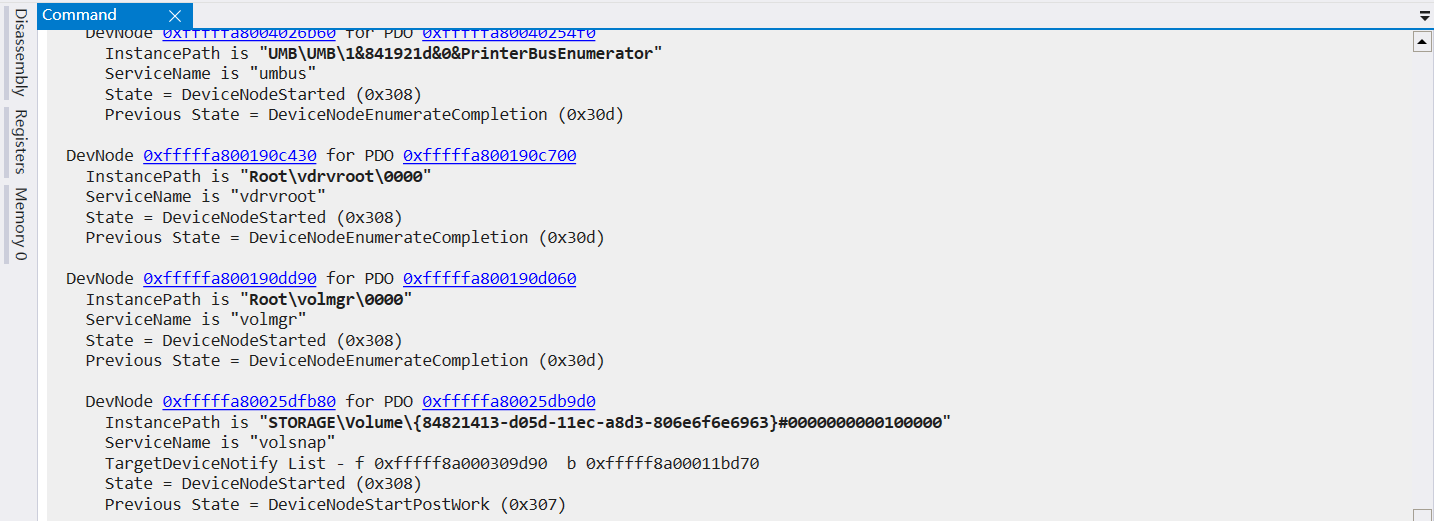 Command
Disassembly
Registers
Memory 0
DevNode 0xfffffa8004026b60 for PDO 0xfffffa80040254f0
InstancePath is "UMB\UMB\1&841921d&0&PrinterBusEnumerator"
ServiceName is "umbus"
State = DeviceNodeStarted (0x308)
Previous State = DeviceNodeEnumerateCompletion (0x30d)
DevNode 0xfffffa800190c430 for PDO 0xfffffa800190c700
InstancePath is "Root\vdrvroot\0000"
ServiceName is "vdrvroot"
State = DeviceNodeStarted (0x308)
Previous State = DeviceNodeEnumerateCompletion (0x30d)
DevNode 0xfffffa800190dd90 for PDO 0xfffffa800190d060
InstancePath is "Root\volmgr\0000"
ServiceName is "volmgr"
State = DeviceNodeStarted (0x308)
Previous State = DeviceNodeEnumerateCompletion (0x30d)
DevNode 0xfffffa80025dfb80 for PDO 0xfffffa80025db9d0
InstancePath is "STORAGE\Volume\{84821413-d05d-11ec-a8d3-806e6f6e6963}#0000000000100000"
ServiceName is "volsnap"
TargetDeviceNotify List - f 0xfffff8a000309d90  b 0xfffff8a00011bd70
State = DeviceNodeStarted (0x308)
Previous State = DeviceNodeStartPostWork (0x307)